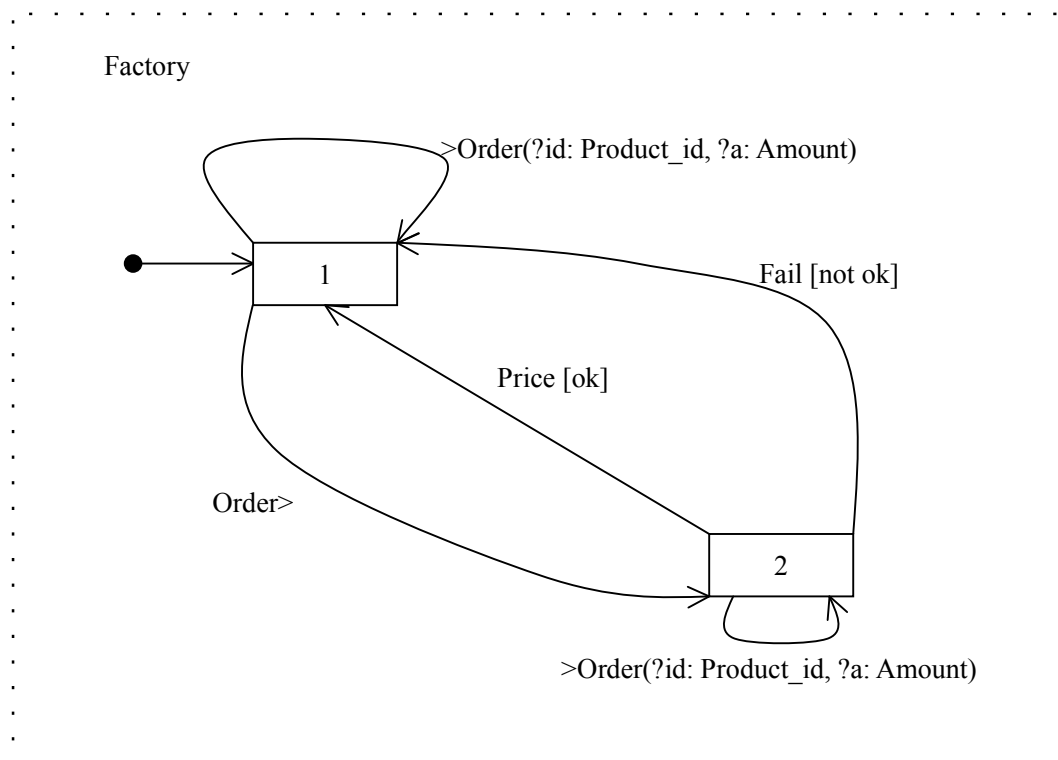 Factory
>Order(?id: Product_id, ?a: Amount)
1
Fail [not ok]
Price [ok]
Order>
2
>Order(?id: Product_id, ?a: Amount)